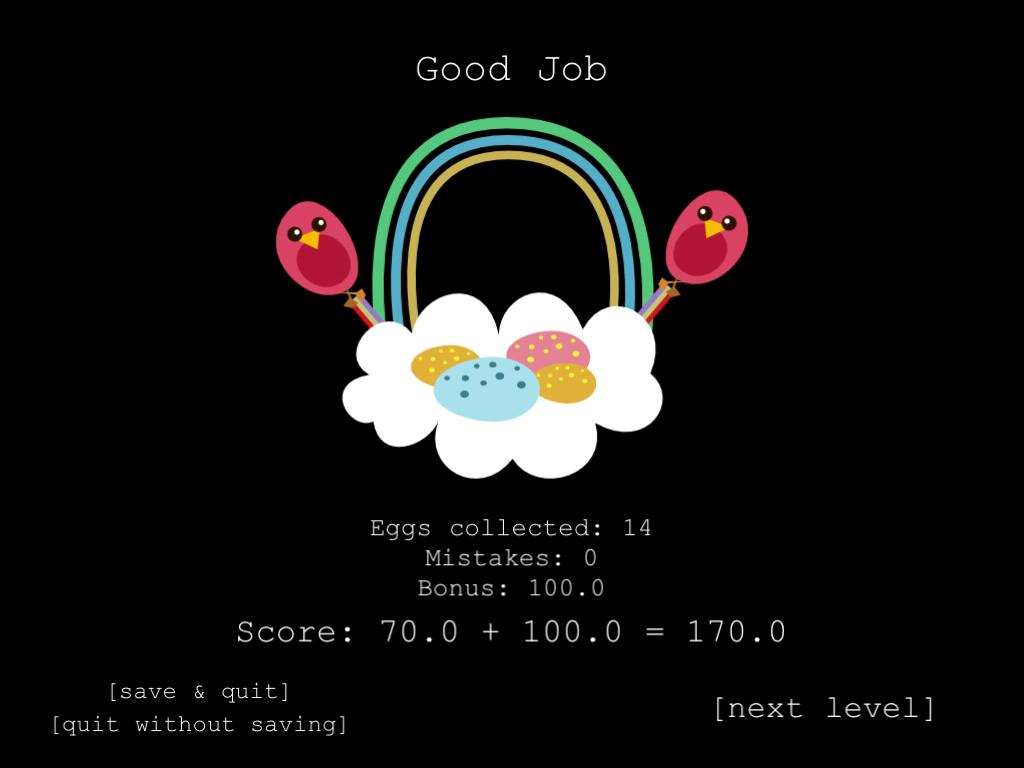 Good Job
Eggs collected: 14
Mistakes: 0
Bonus: 100.0
Score: 70.0 + 100.0 = 170.0
[save & quit]
[quit without saving]
[next level]